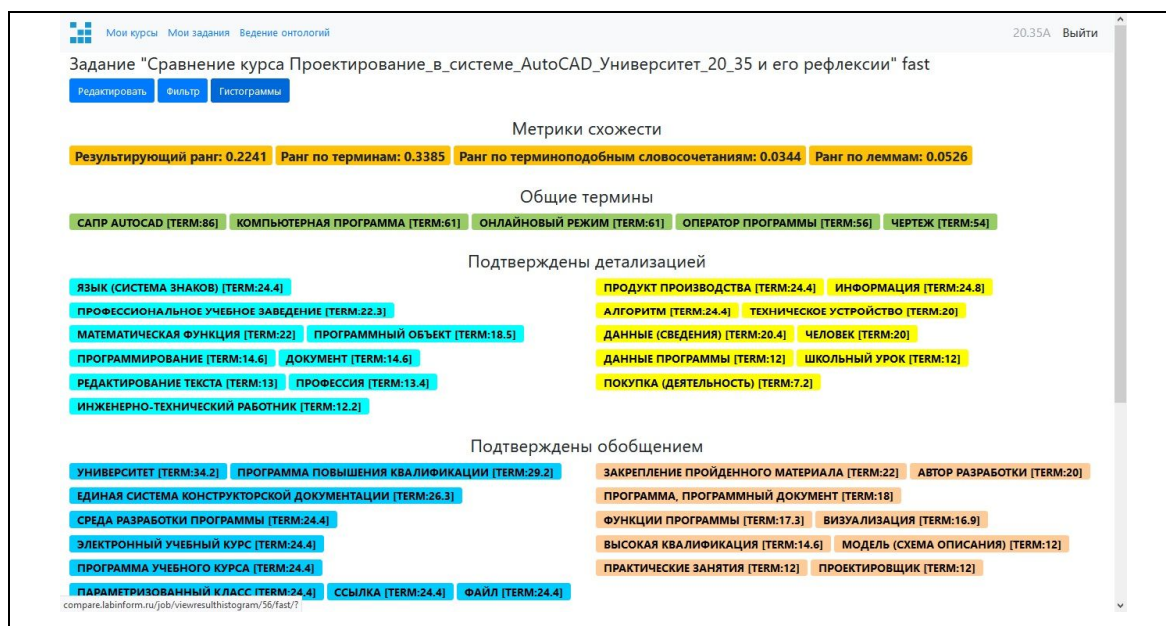 Мои курсы Мои задания Ведение онтологий 20.35А Выйти
Задание "Сравнение курса Проектирование_в_системе_AutoCAD_Университет_20_35 и его рефлексии" fast
Редактировать Фильтр Гистограммы
Метрики схожести
Результирующий ранг: 0.2241 Ранг по терминам: 0.3385 Ранг по терминоподобным словосочетаниям: 0.0344 Ранг по леммам: 0.0526
Общие термины
САПР AUTOCAD [TERM:86] КОМПЬЮТЕРНАЯ ПРОГРАММА [TERM:61] ОНЛАЙНОВЫЙ РЕЖИМ [TERM:61] ОПЕРАТОР ПРОГРАММЫ [TERM:56] ЧЕРТЕЖ [TERM:54]
Подтверждены детализацией
ЯЗЫК (СИСТЕМА ЗНАКОВ) [TERM:24.4]
ПРОФЕССИОНАЛЬНОЕ УЧЕБНОЕ ЗАВЕДЕНИЕ [TERM:22.3]
МАТЕМАТИЧЕСКАЯ ФУНКЦИЯ [TERM:22] ПРОГРАММНЫЙ ОБЪЕКТ [TERM:18.5]
ПРОГРАММИРОВАНИЕ [TERM:14.6] ДОКУМЕНТ [TERM:14.6]
РЕДАКТИРОВАНИЕ ТЕКСТА [TERM:13] ПРОФЕССИЯ [TERM:13.4]
ИНЖЕНЕРНО-ТЕХНИЧЕСКИЙ РАБОТНИК [TERM:12.2]
ПРОДУКТ ПРОИЗВОДСТВА [TERM:24.4] ИНФОРМАЦИЯ [TERM:24.8]
АЛГОРИТМ [TERM:24.4] ТЕХНИЧЕСКОЕ УСТРОЙСТВО [TERM:20]
ДАННЫЕ (СВЕДЕНИЯ) [TERM:20.4] ЧЕЛОВЕК [TERM:20]
ДАННЫЕ ПРОГРАММЫ [TERM:12] ШКОЛЬНЫЙ УРОК [TERM:12]
ПОКУПКА (ДЕЯТЕЛЬНОСТЬ) [TERM:7.2]
Подтверждены обобщением
УНИВЕРСИТЕТ [TERM:34.2] ПРОГРАММА ПОВЫШЕНИЯ КВАЛИФИКАЦИИ [TERM:29.2]
ЕДИНАЯ СИСТЕМА КОНСТРУКТОРСКОЙ ДОКУМЕНТАЦИИ [TERM:26.3]
СРЕДА РАЗРАБОТКИ ПРОГРАММЫ [TERM:24.4]
ЭЛЕКТРОННЫЙ УЧЕБНЫЙ КУРС [TERM:24.4]
ПРОГРАММА УЧЕБНОГО КУРСА [TERM:24.4]
ПАРАМЕТРИЗОВАННЫЙ КЛАСС [TERM:24.4] ССЫЛКА [TERM:24.4] ФАЙЛ [TERM:24.4]
ЗАКРЕПЛЕНИЕ ПРОЙДЕННОГО МАТЕРИАЛА [TERM:22] АВТОР РАЗРАБОТКИ [TERM:20]
ПРОГРАММА, ПРОГРАММНЫЙ ДОКУМЕНТ [TERM:18]
ФУНКЦИИ ПРОГРАММЫ [TERM:17.3] ВИЗУАЛИЗАЦИЯ [TERM:16.9]
ВЫСОКАЯ КВАЛИФИКАЦИЯ [TERM:14.6] МОДЕЛЬ (СХЕМА ОПИСАНИЯ) [TERM:12]
ПРАКТИЧЕСКИЕ ЗАНЯТИЯ [TERM:12] ПРОЕКТИРОВЩИК [TERM:12]
compare.labinform.ru/job/viewresulthistogram/56/fast/?